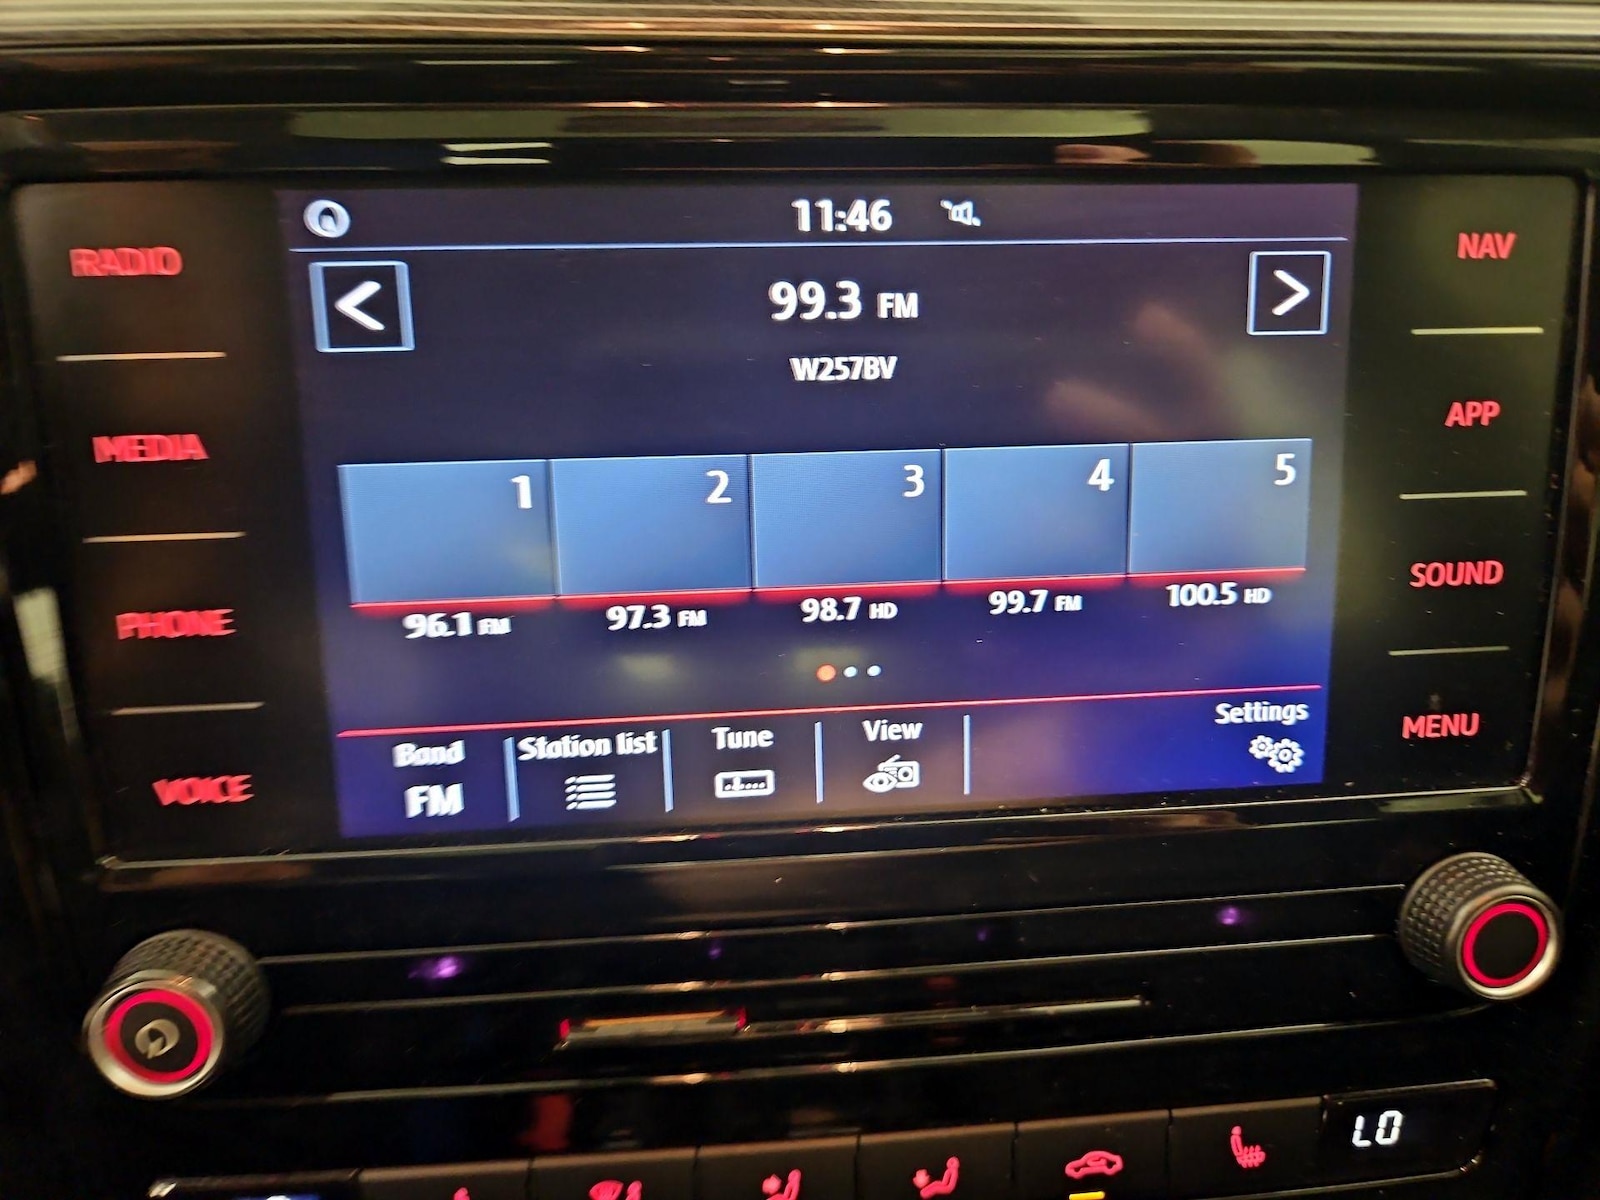 RADIO
MEDIA
PHONE
VOICE
11:46
99.3 FM
W257BV
1 2 3 4 5
96.1 FM 97.3 FM 98.7 HD 99.7 FM 100.5 HD
Band Station list Tune View Settings
FM
NAV
APP
SOUND
MENU
LO